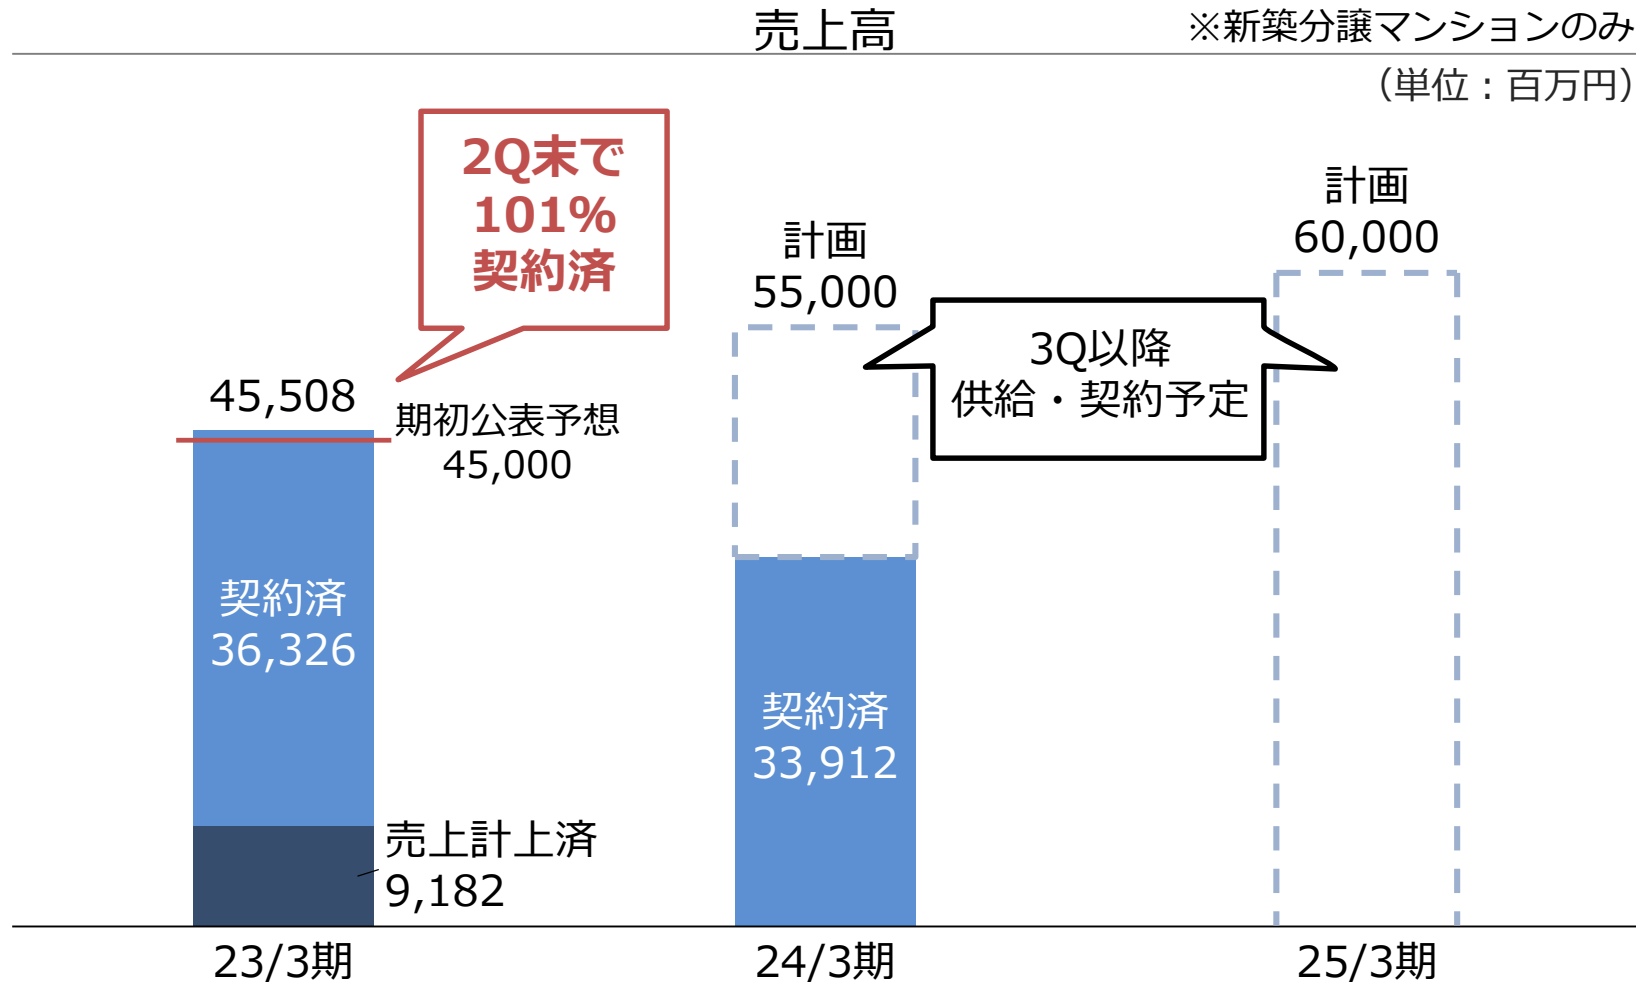 売上高
※新築分譲マンションのみ
（単位：百万円）
2Q末で
101%
契約済
45,508
期初公表予想
45,000
契約済
36,326
売上計上済
9,182
23/3期
計画
55,000
契約済
33,912
24/3期
3Q以降
供給・契約予定
計画
60,000
25/3期